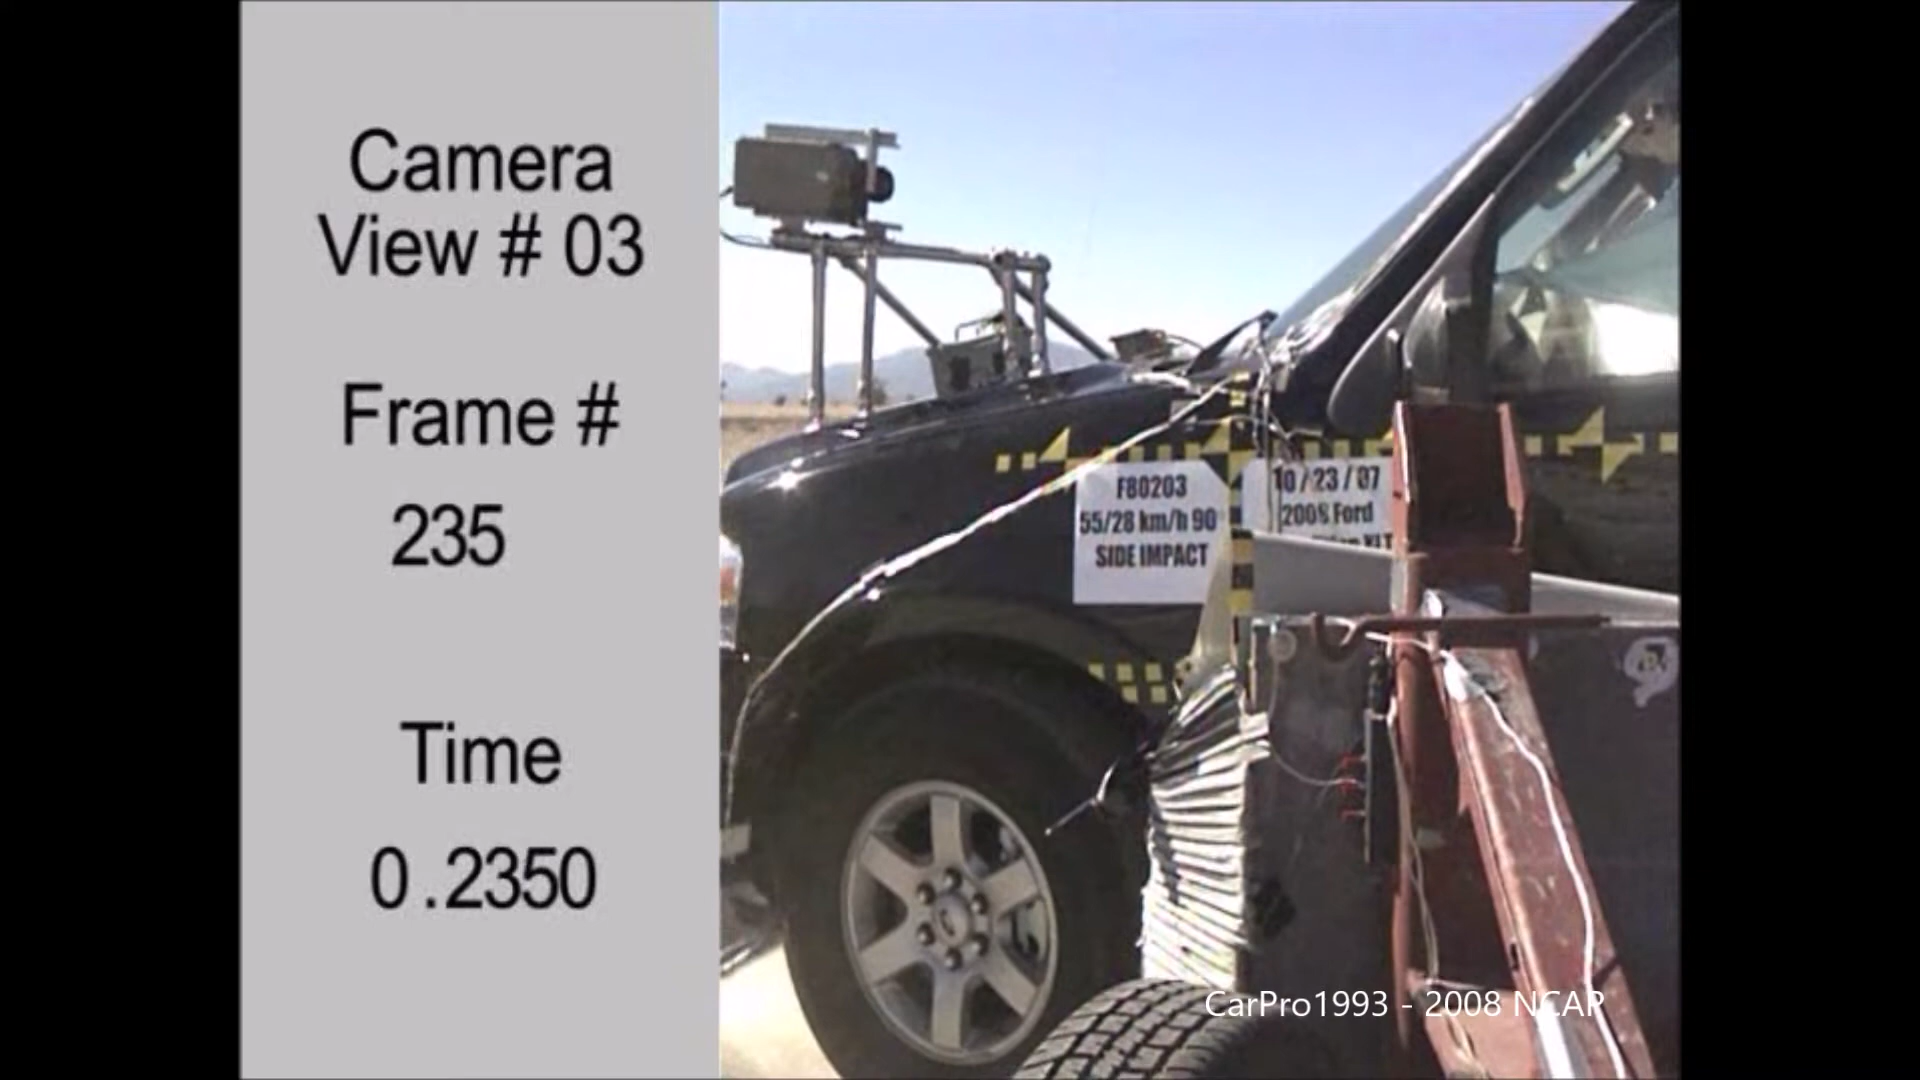 Camera
View # 03
Frame #
235
Time
0.2350
F80203
55/28 km/h 90
SIDE IMPACT
10/23/07
2008 Ford
XLT
CarPro1993 - 2008 NCAP